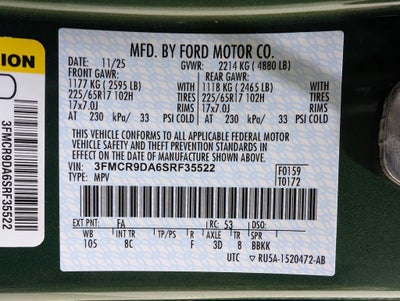 MFD. BY FORD MOTOR CO.
DATE: 11/25 GVWR: 2214 KG ( 4880 LB)
FRONT GAWR: REAR GAWR:
1177 KG ( 2595 LB) WITH 1118 KG ( 2465 LB) WITH
225/65R17 102H TIRES 225/65R17 102H TIRES
17x7.0J RIMS 17x7.0J RIMS
AT 230 kPa/ 33 PSI COLD AT 230 kPa/ 33 PSI COLD
THIS VEHICLE CONFORMS TO ALL APPLICABLE FEDERAL MOTOR
VEHICLE SAFETY AND THEFT PREVENTION STANDARDS IN
EFFECT ON THE DATE OF MANUFACTURE SHOWN ABOVE.
VIN: 3FMCR9DA6SRF35522 F0159
TYPE: MPV T0172
EXT PNT: FA RC: 53 DSO:
WB INT TR TP/PS R AXLE TR SPR
105 BC F 3D 8 BBKK
UTC RU5A-1520472-AB
ION
3FMCR9DA6SRF35522